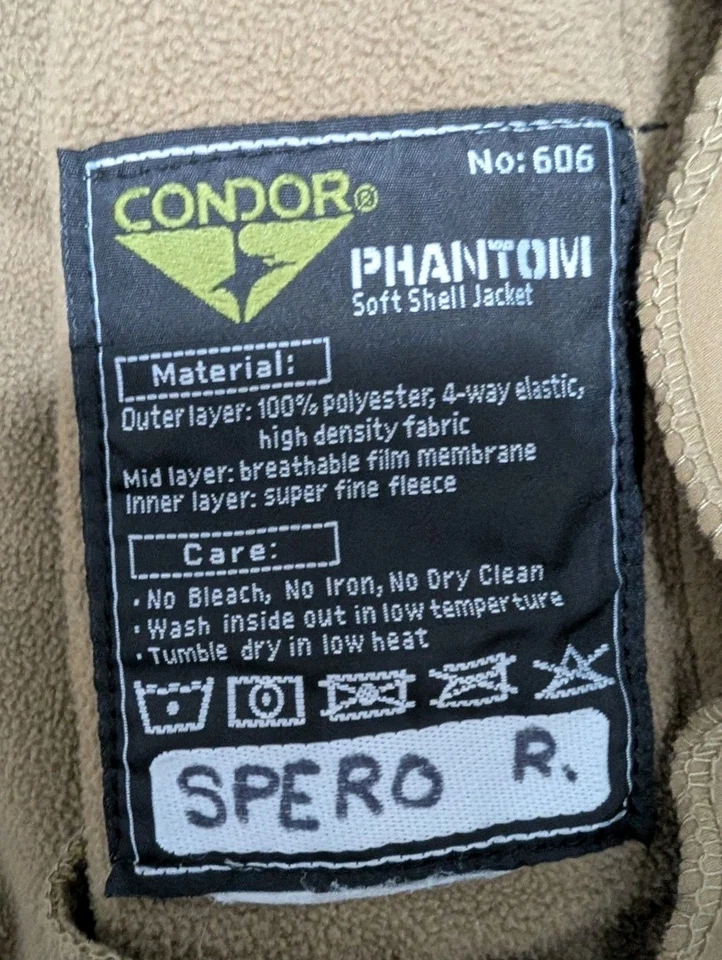 No: 606
CONDOR®
PHANTOM
Soft Shell Jacket
Material:
Outer layer: 100% polyester, 4-way elastic,
high density fabric
Mid layer: breathable film membrane
Inner layer: super fine fleece
Care:
· No Bleach, No Iron, No Dry Clean
· Wash inside out in low temperture
· Tumble dry in low heat
SPERO R.